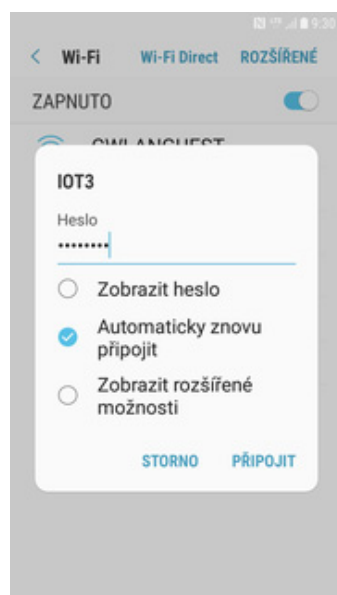 9:30
Wi-Fi Wi-Fi Direct ROZŠÍŘENÉ
ZAPNUTO
GWLANGUEST
IOT3
Heslo
••••••••
Zobrazit heslo
Automaticky znovu
připojit
Zobrazit rozšířené
možnosti
STORNO PŘIPOJIT